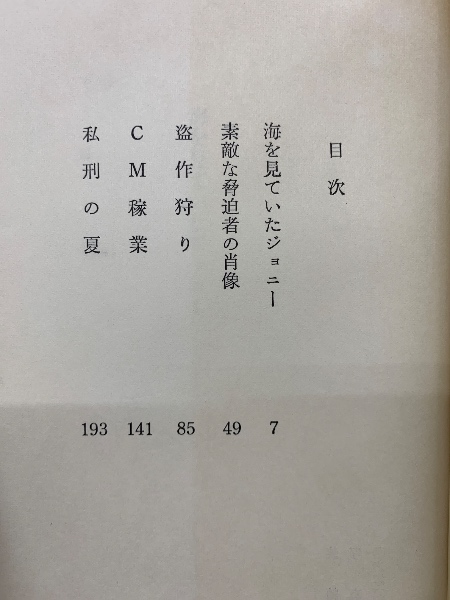 目次
海を見ていたジョニー 7
素敵な脅迫者の肖像 49
盗作狩り 85
CM稼業 141
私刑の夏 193